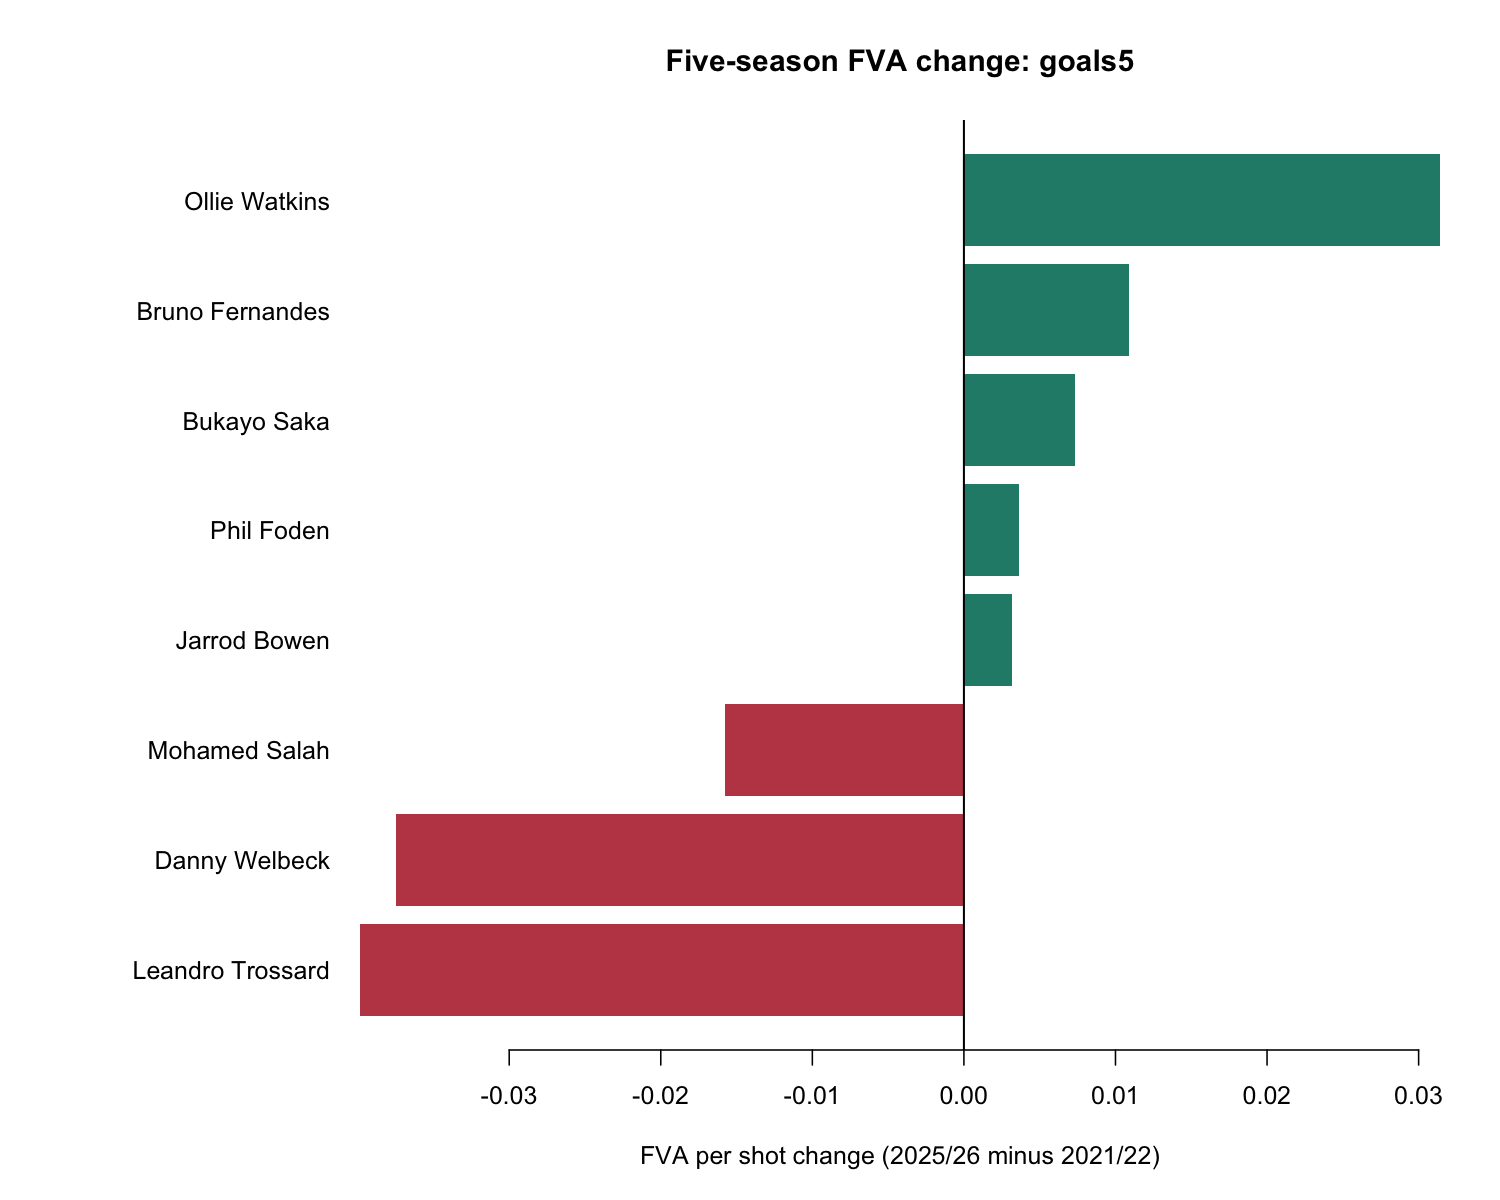 Five-season FVA change: goals5
Ollie Watkins
Bruno Fernandes
Bukayo Saka
Phil Foden
Jarrod Bowen
Mohamed Salah
Danny Welbeck
Leandro Trossard
-0.03 -0.02 -0.01 0.00 0.01 0.02 0.03
FVA per shot change (2025/26 minus 2021/22)